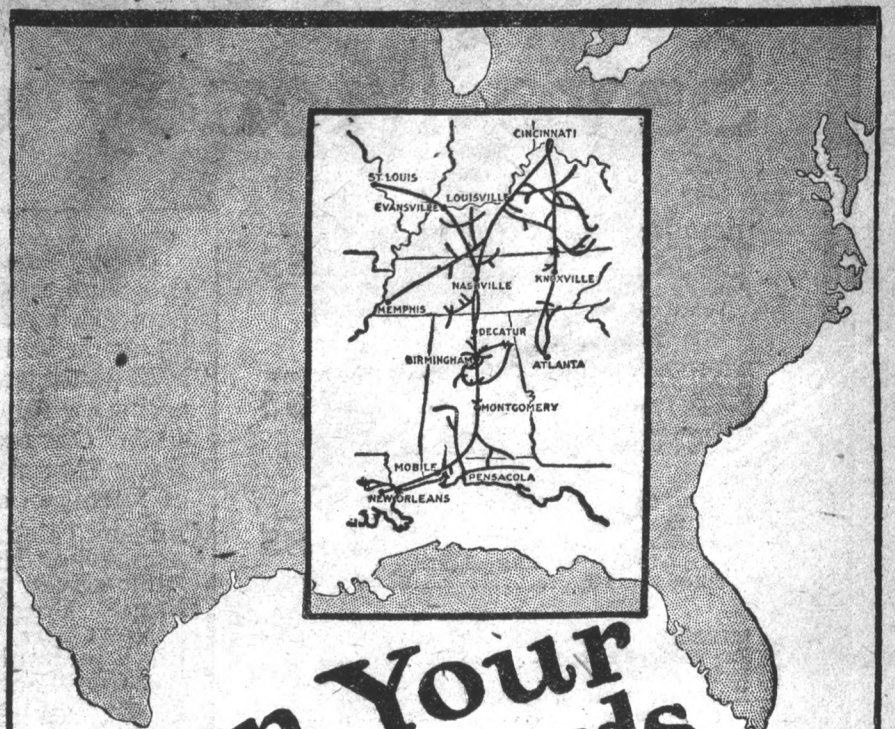 CINCINNATI
ST. LOUIS
LOUISVILLE
EVANSVILLE
NASHVILLE
KNOXVILLE
MEMPHIS
DECATUR
BIRMINGHAM
ATLANTA
MONTGOMERY
MOBILE
PENSACOLA
NEW ORLEANS
Your